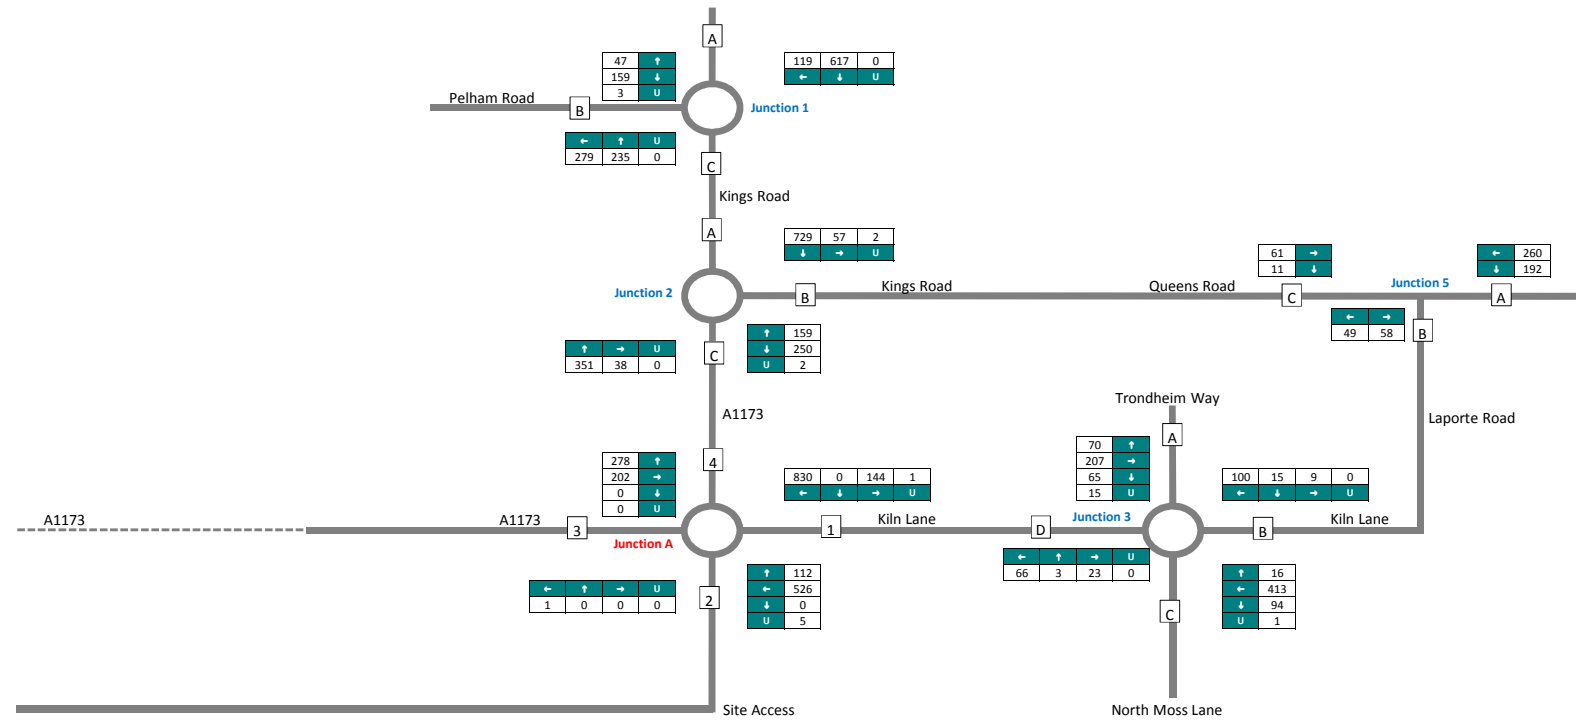 A
47 ↑
159 ↓
3 U
119 617 0
← ↓ U
Pelham Road
B
Junction 1
← ↑ U
279 235 0
C
Kings Road
A
729 57 2
↓ → U
61 →
11 ↓
← 260
↓ 192
Junction 2
B
Kings Road
Queens Road
C
Junction 5
A
← →
49 58
B
↑ → U
351 38 0
C
↑ 159
↓ 250
U 2
A1173
Trondheim Way
Laporte Road
A
278 ↑
202 →
0 ↓
0 U
4
830 0 144 1
← ↓ → U
70 ↑
207 →
65 ↓
15 U
100 15 9 0
← ↓ → U
A1173
A1173
3
Junction A
1
Kiln Lane
D
Junction 3
B
Kiln Lane
← ↑ → U
1 0 0 0
2
↑ 112
← 526
↓ 0
U 5
← ↑ → U
66 3 23 0
C
↑ 16
← 413
↓ 94
U 1
Site Access
North Moss Lane